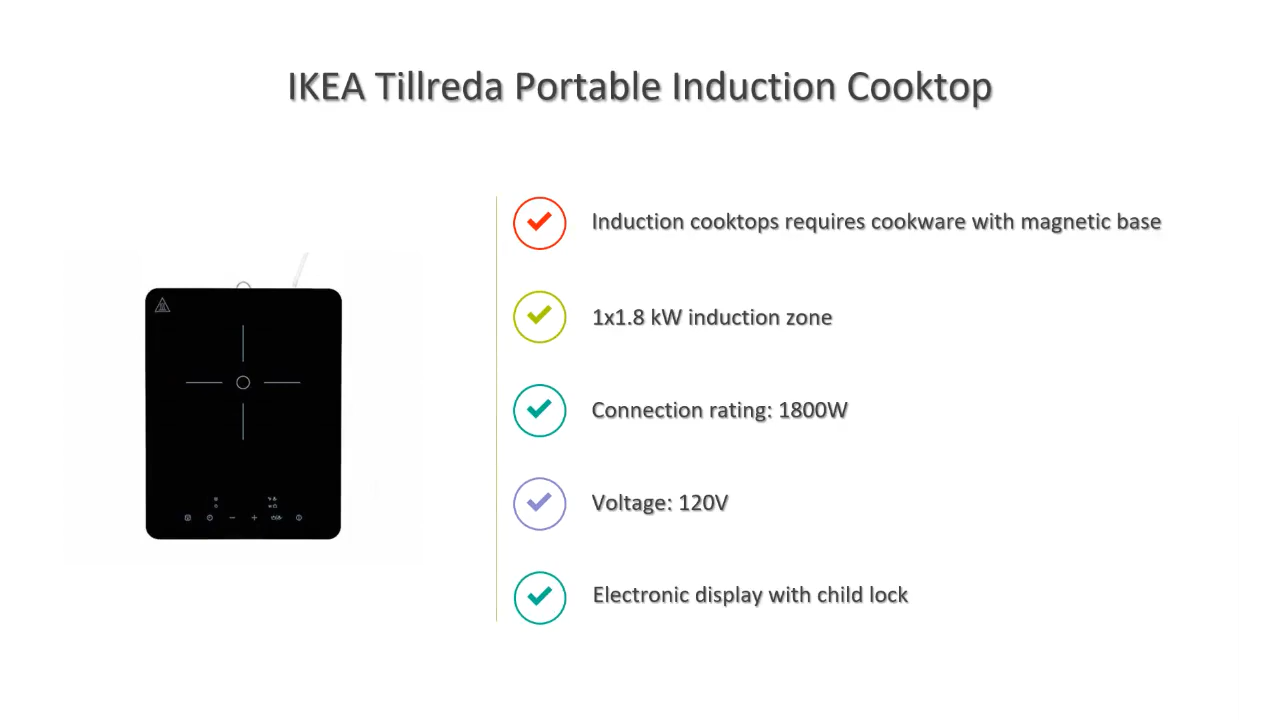 IKEA Tillreda Portable Induction Cooktop
Induction cooktops requires cookware with magnetic base
1x1.8 kW induction zone
Connection rating: 1800W
Voltage: 120V
Electronic display with child lock